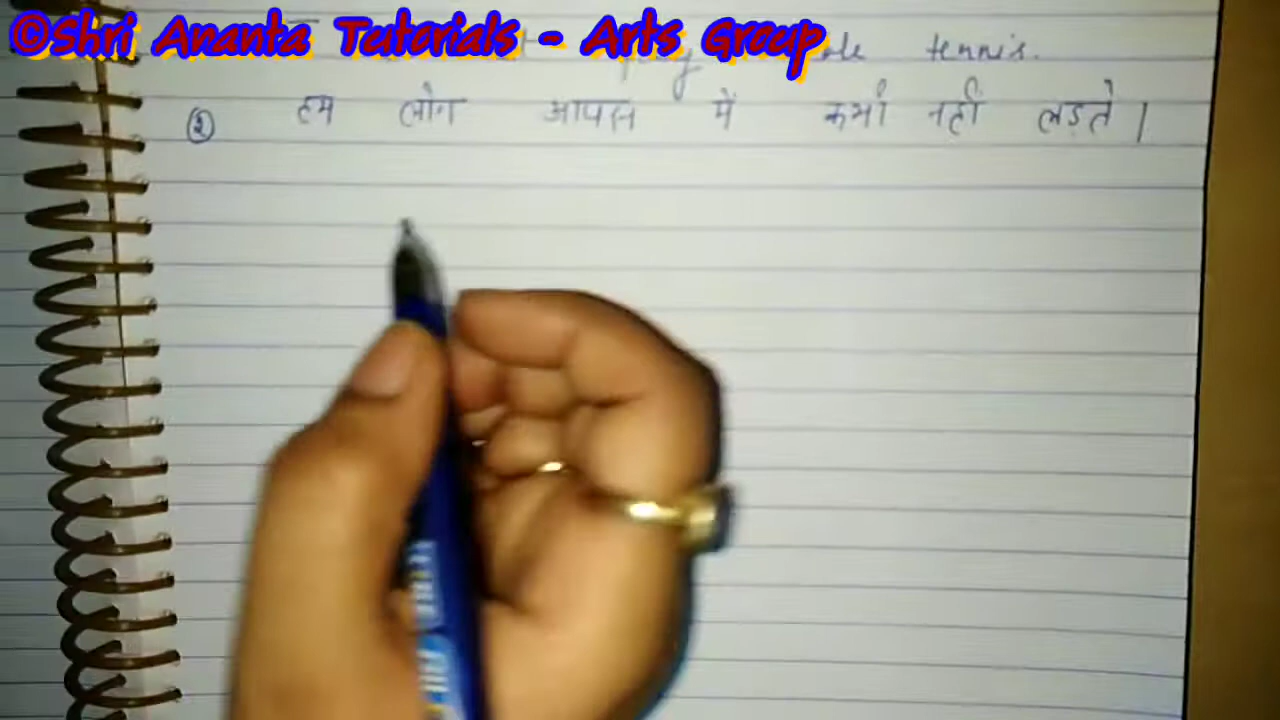 ©Shri Ananta Tutorials - Arts Group
tennis.
② हम लोग आपस में कभी नहीं लड़ते।